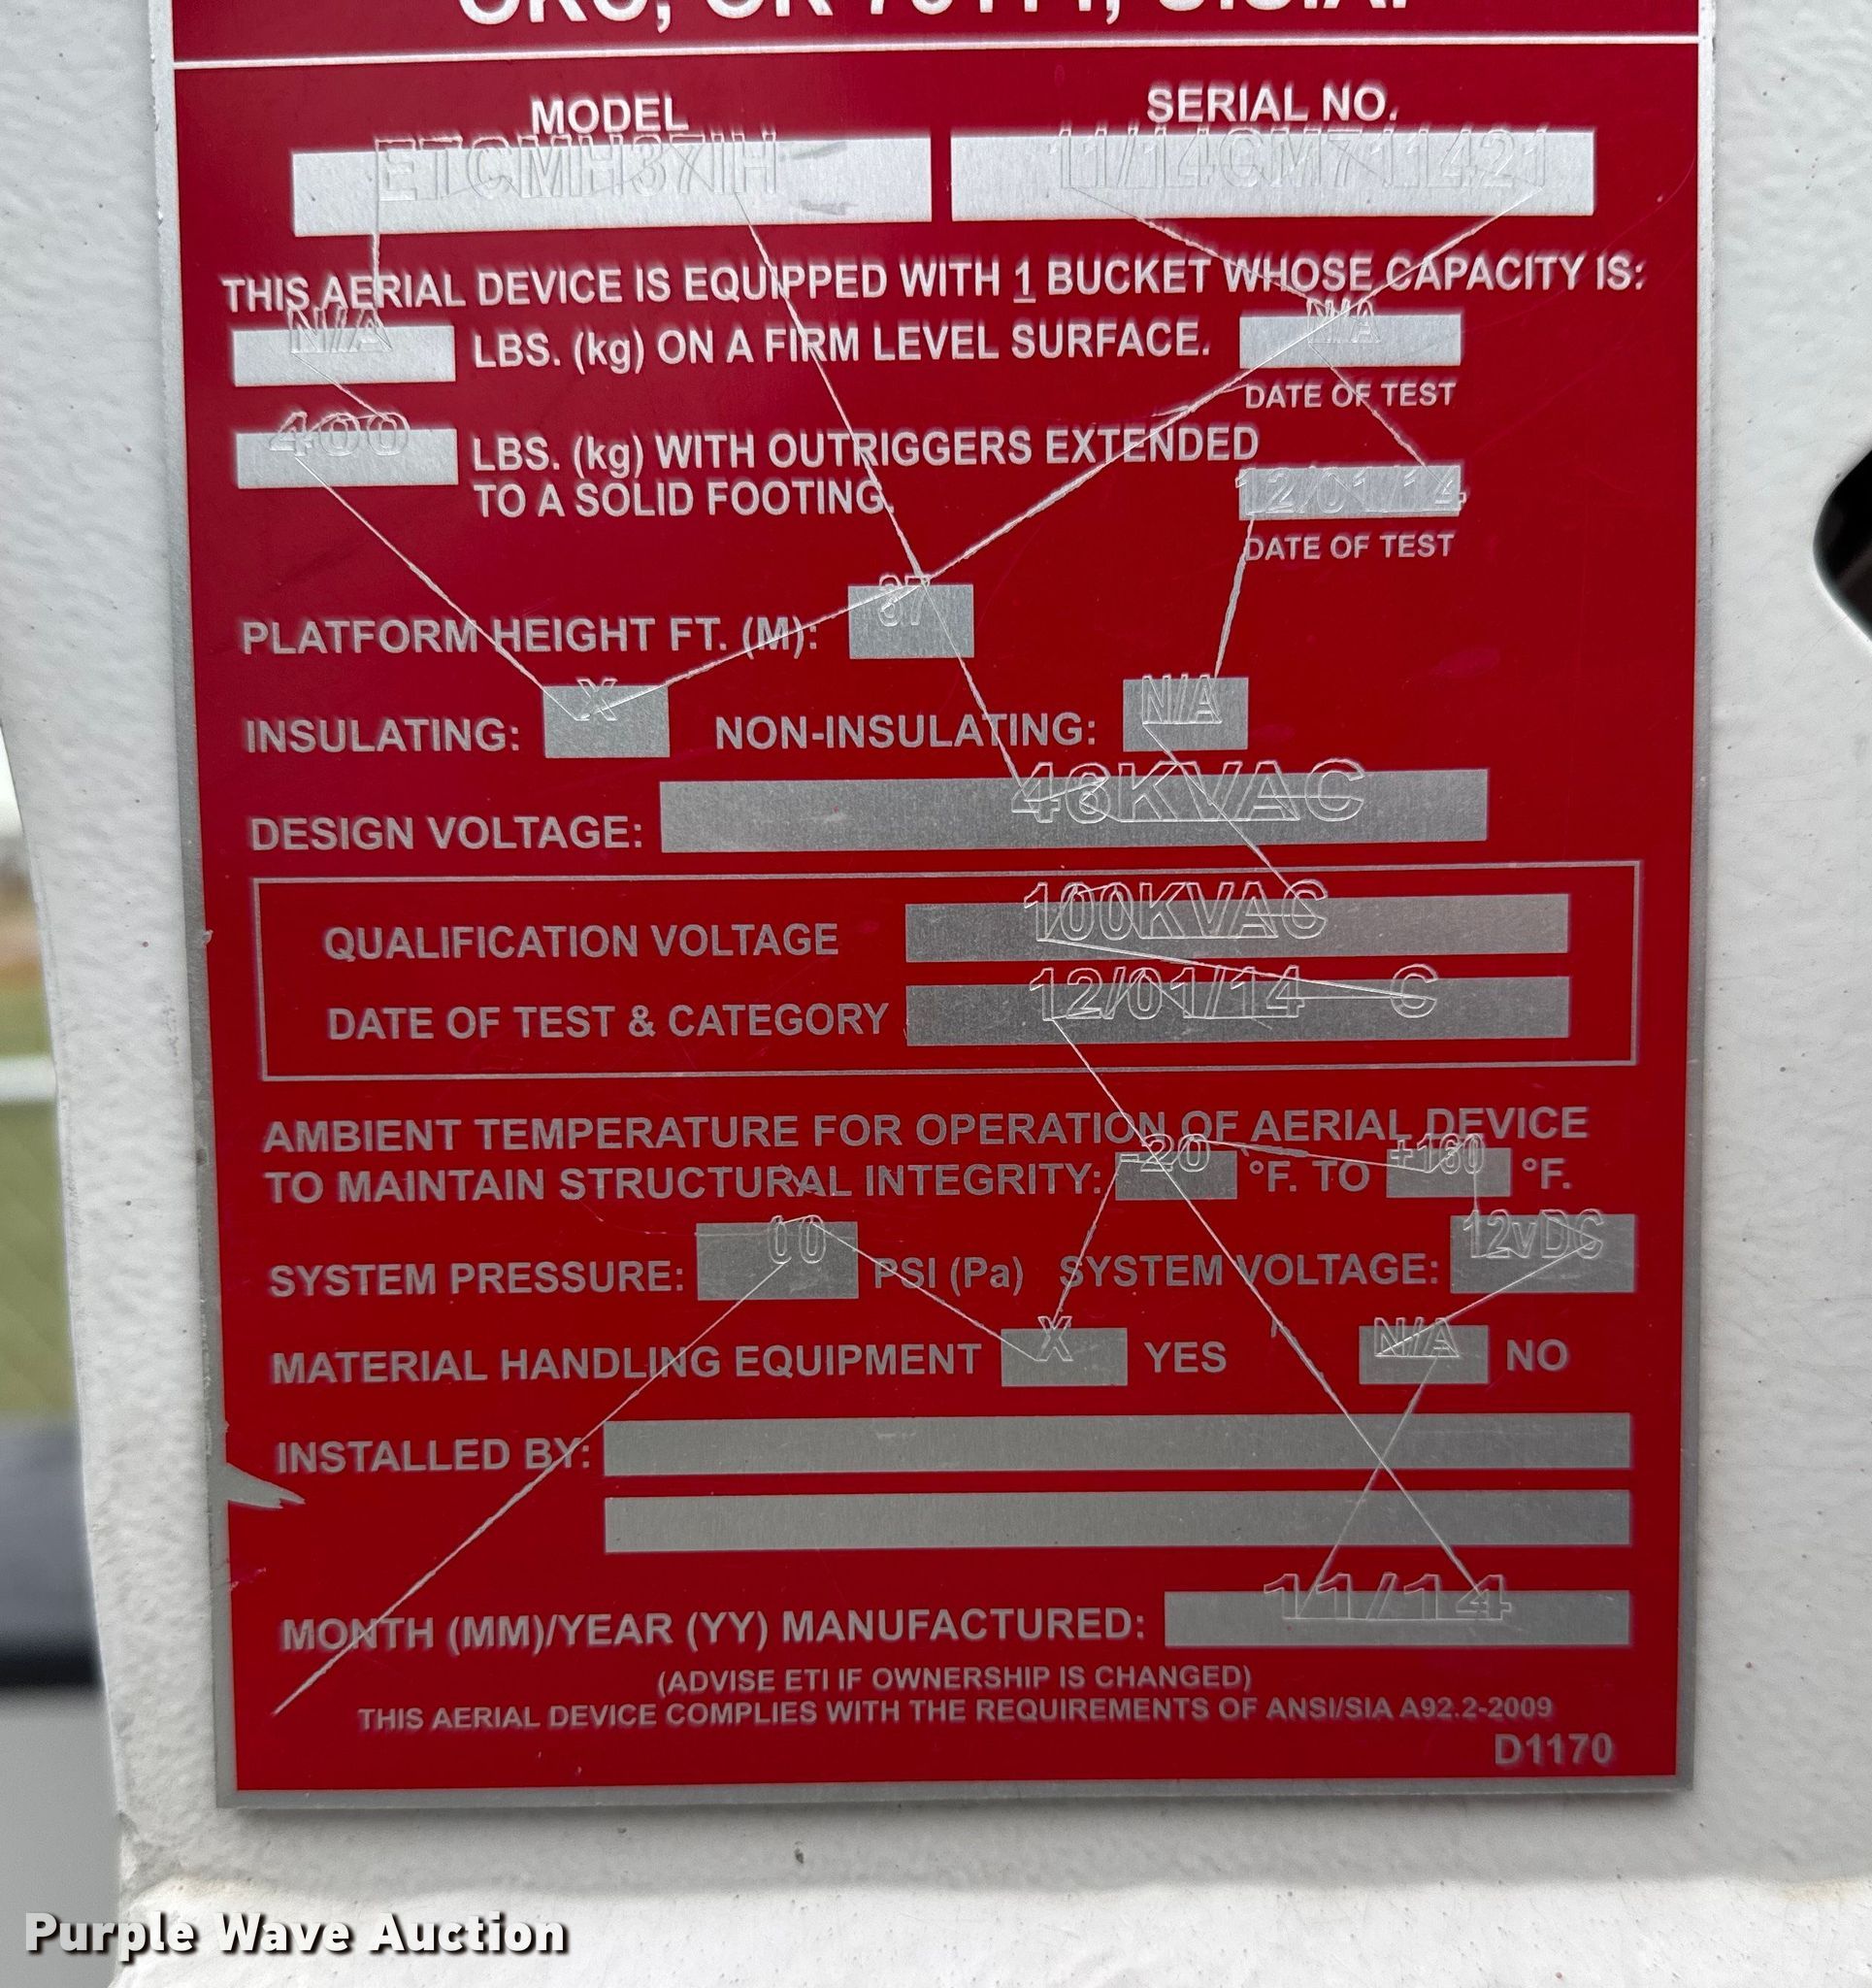 MODEL SERIAL NO.
ETCMH37IH 11/14CM711421
THIS AERIAL DEVICE IS EQUIPPED WITH 1 BUCKET WHOSE CAPACITY IS:
N/A LBS. (kg) ON A FIRM LEVEL SURFACE. N/A
DATE OF TEST
400 LBS. (kg) WITH OUTRIGGERS EXTENDED
TO A SOLID FOOTING. 12/01/14
DATE OF TEST
PLATFORM HEIGHT FT. (M): 37
INSULATING: X NON-INSULATING: N/A
DESIGN VOLTAGE: 46KVAC
QUALIFICATION VOLTAGE 100KVAC
DATE OF TEST & CATEGORY 12/01/14 C
AMBIENT TEMPERATURE FOR OPERATION OF AERIAL DEVICE
TO MAINTAIN STRUCTURAL INTEGRITY: -20 °F. TO °F.
SYSTEM PRESSURE: PSI (Pa) SYSTEM VOLTAGE: 12vDC
MATERIAL HANDLING EQUIPMENT X YES N/A NO
INSTALLED BY:
MONTH (MM)/YEAR (YY) MANUFACTURED: 11/14
(ADVISE ETI IF OWNERSHIP IS CHANGED)
THIS AERIAL DEVICE COMPLIES WITH THE REQUIREMENTS OF ANSI/SIA A92.2-2009
D1170
Purple Wave Auction